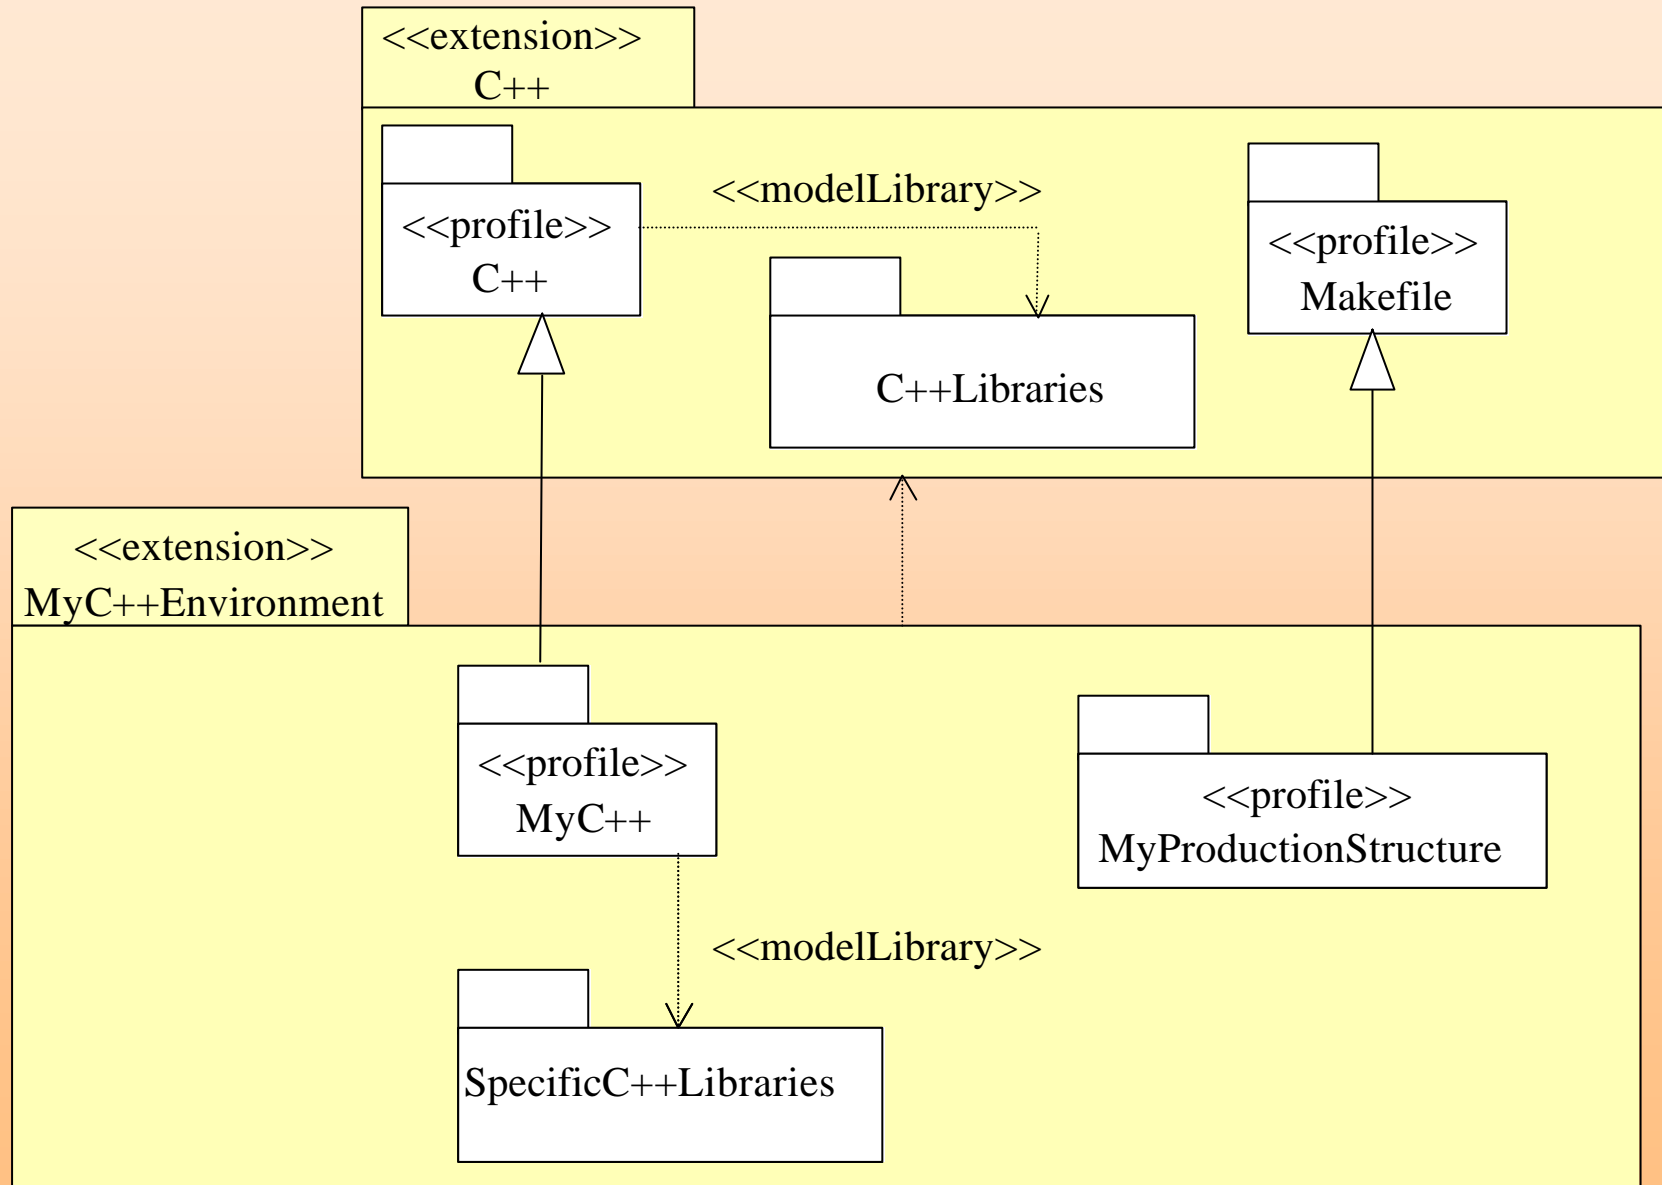 <<extension>>
C++
<<modelLibrary>>
<<profile>>
C++
<<profile>>
Makefile
C++Libraries
<<extension>>
MyC++Environment
<<profile>>
MyC++
<<profile>>
MyProductionStructure
<<modelLibrary>>
SpecificC++Libraries